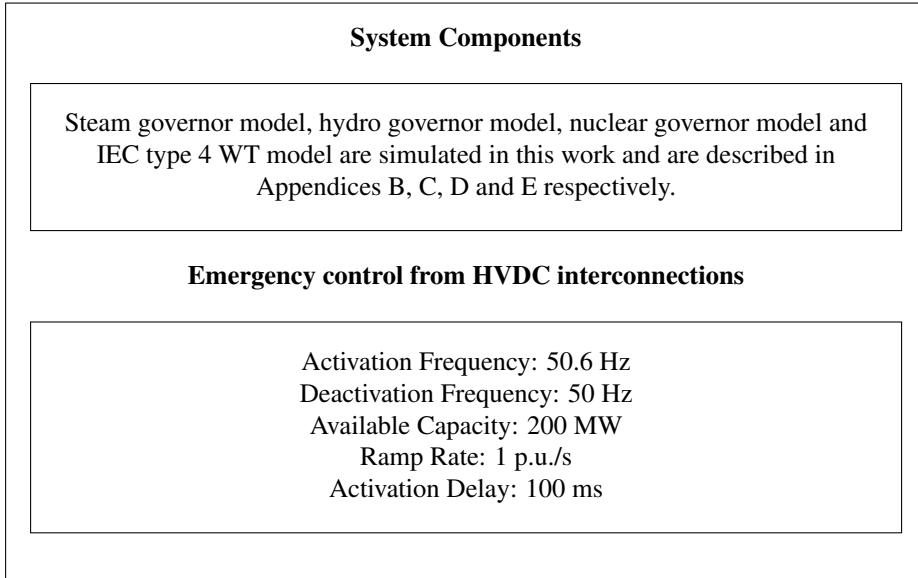 System Components
Steam governor model, hydro governor model, nuclear governor model and
IEC type 4 WT model are simulated in this work and are described in
Appendices B, C, D and E respectively.
Emergency control from HVDC interconnections
Activation Frequency: 50.6 Hz
Deactivation Frequency: 50 Hz
Available Capacity: 200 MW
Ramp Rate: 1 p.u./s
Activation Delay: 100 ms